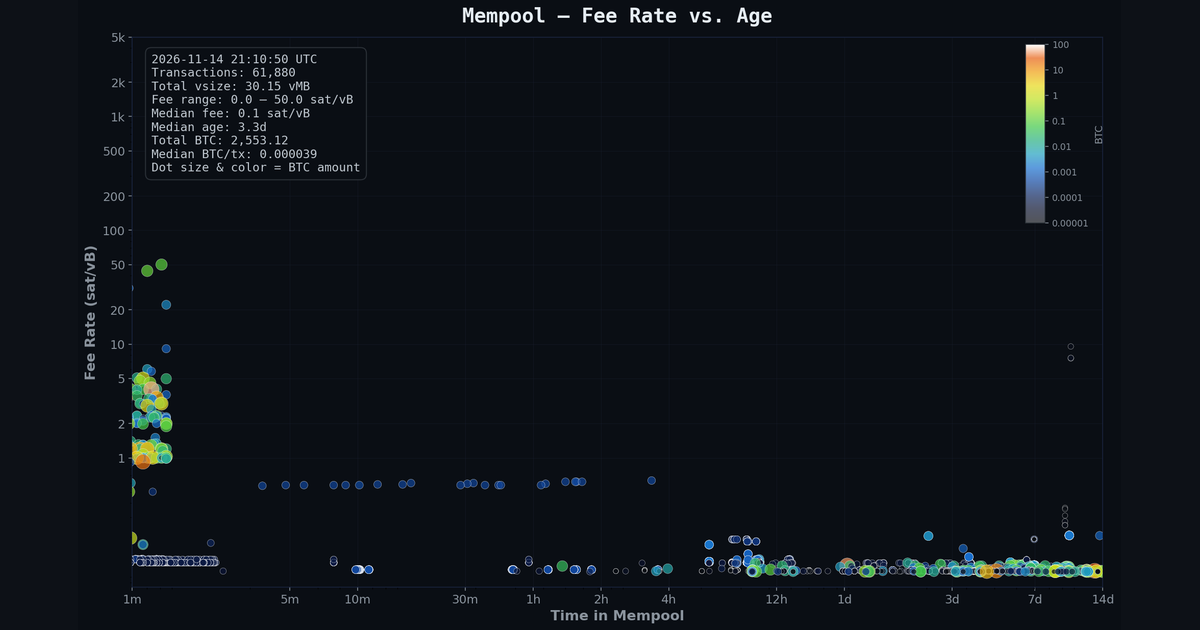 Mempool — Fee Rate vs. Age
2026-11-14 21:10:50 UTC
Transactions: 61,880
Total vsize: 30.15 vMB
Fee range: 0.0 – 50.0 sat/vB
Median fee: 0.1 sat/vB
Median age: 3.3d
Total BTC: 2,553.12
Median BTC/tx: 0.000039
Dot size & color = BTC amount
100
10
1
0.1
0.01
0.001
0.0001
0.00001
BTC
5k
2k
1k
500
200
100
50
20
10
5
2
1
Fee Rate (sat/vB)
1m 5m 10m 30m 1h 2h 4h 12h 1d 3d 7d 14d
Time in Mempool